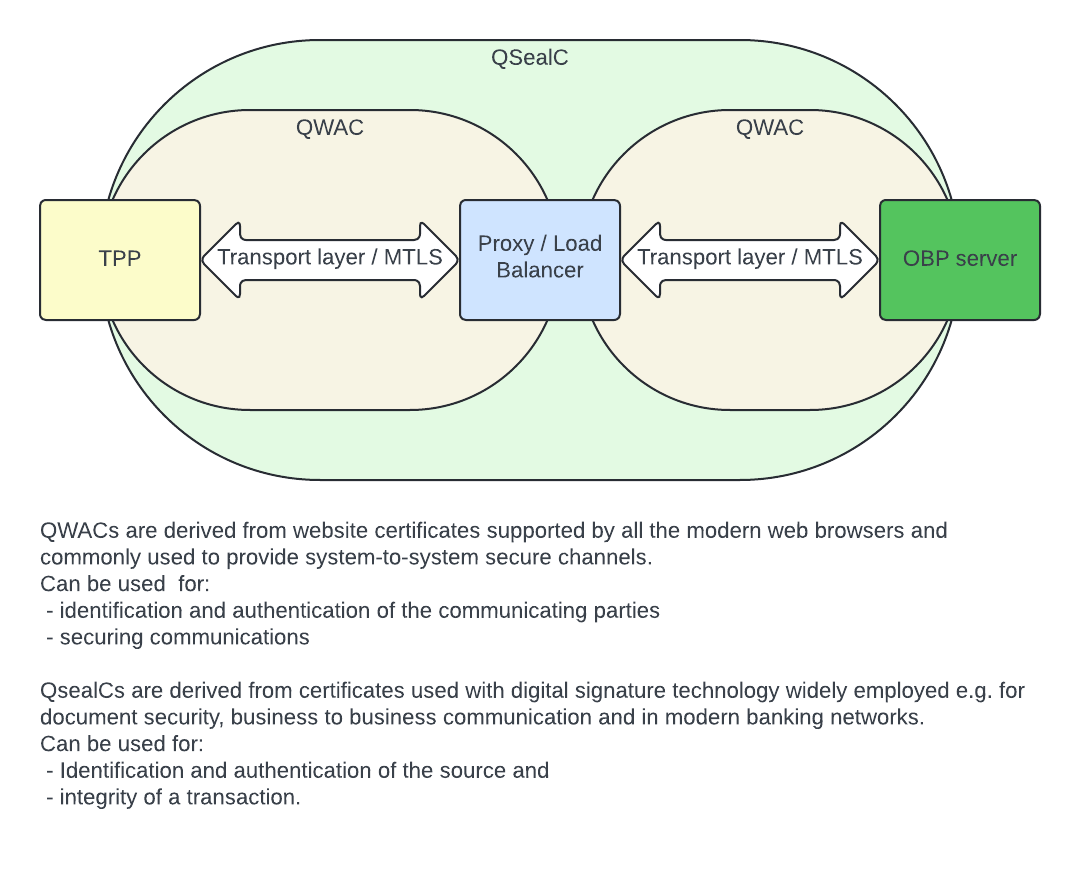 QSealC
QWAC
QWAC
TPP
Transport layer / MTLS
Proxy / Load
Balancer
Transport layer / MTLS
OBP server
QWACs are derived from website certificates supported by all the modern web browsers and
commonly used to provide system-to-system secure channels.
Can be used  for:
- identification and authentication of the communicating parties
- securing communications
QsealCs are derived from certificates used with digital signature technology widely employed e.g. for
document security, business to business communication and in modern banking networks.
Can be used for:
- Identification and authentication of the source and
- integrity of a transaction.